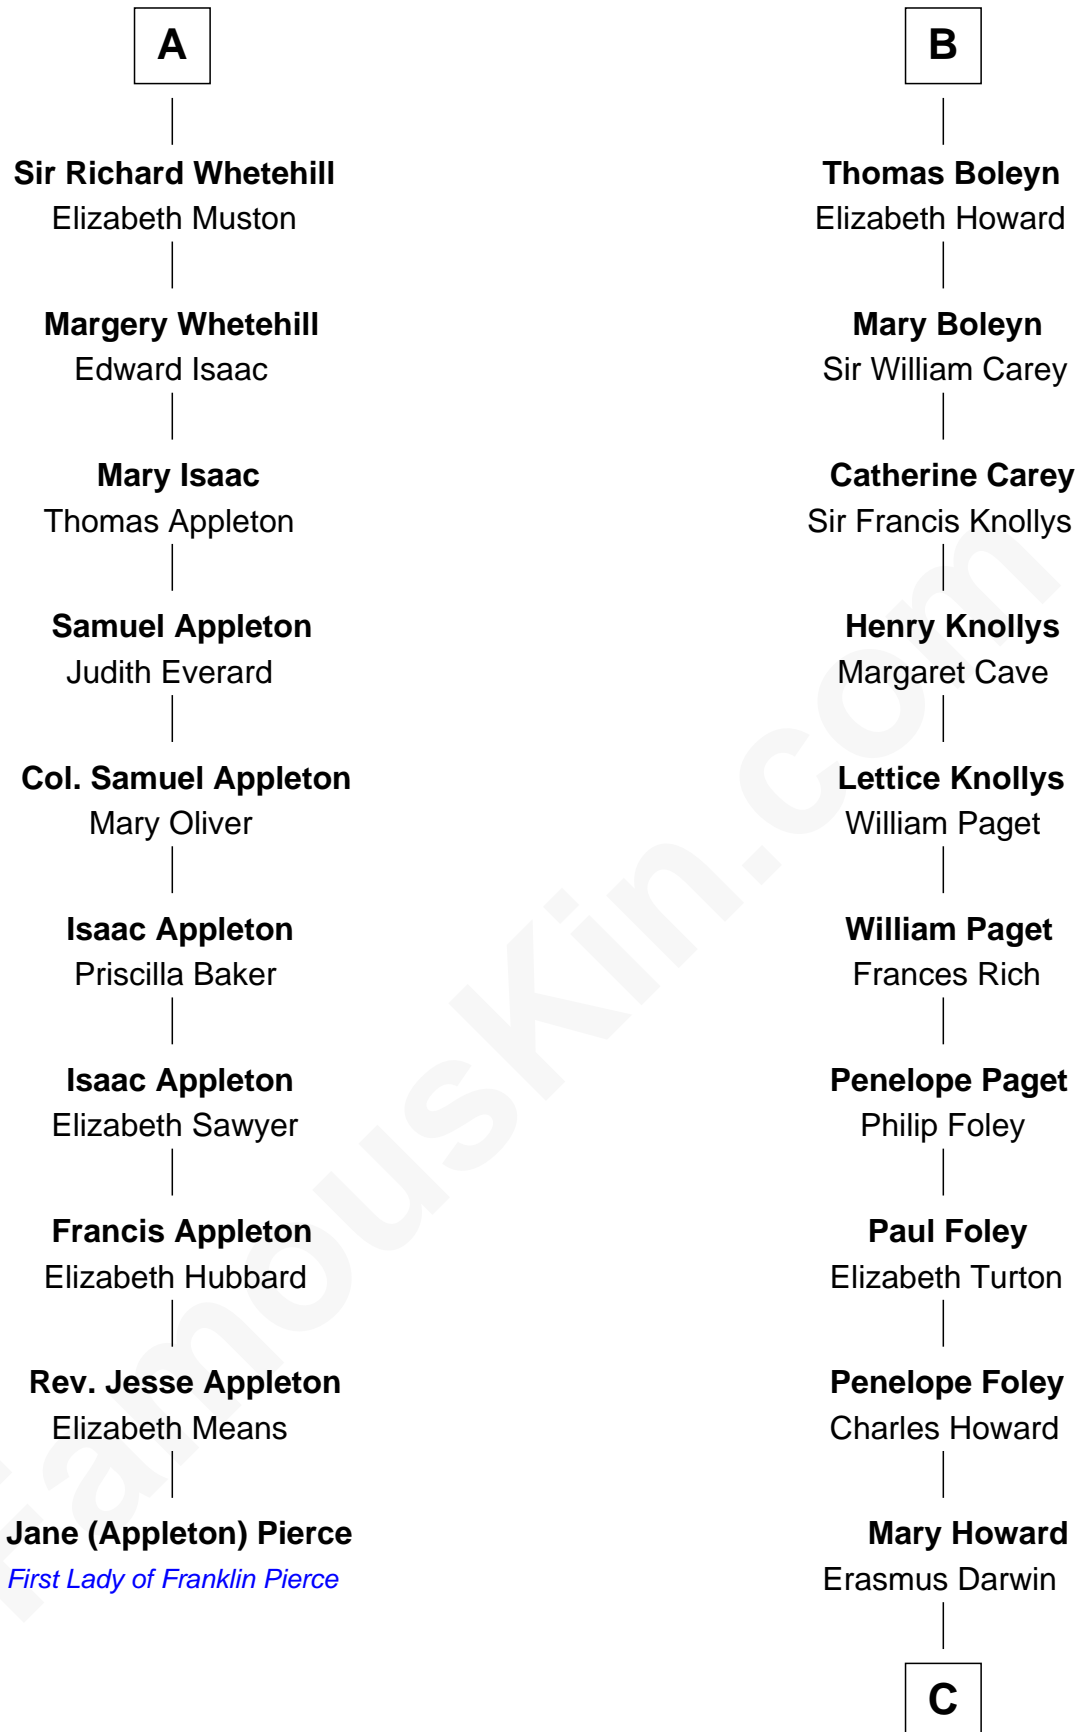 A
Sir Richard Whetehill
Elizabeth Muston
Margery Whetehill
Edward Isaac
Mary Isaac
Thomas Appleton
Samuel Appleton
Judith Everard
Col. Samuel Appleton
Mary Oliver
Isaac Appleton
Priscilla Baker
Isaac Appleton
Elizabeth Sawyer
Francis Appleton
Elizabeth Hubbard
Rev. Jesse Appleton
Elizabeth Means
Jane (Appleton) Pierce
First Lady of Franklin Pierce
B
Thomas Boleyn
Elizabeth Howard
Mary Boleyn
Sir William Carey
Catherine Carey
Sir Francis Knollys
Henry Knollys
Margaret Cave
Lettice Knollys
William Paget
William Paget
Frances Rich
Penelope Paget
Philip Foley
Paul Foley
Elizabeth Turton
Penelope Foley
Charles Howard
Mary Howard
Erasmus Darwin
C
FamousKin.com